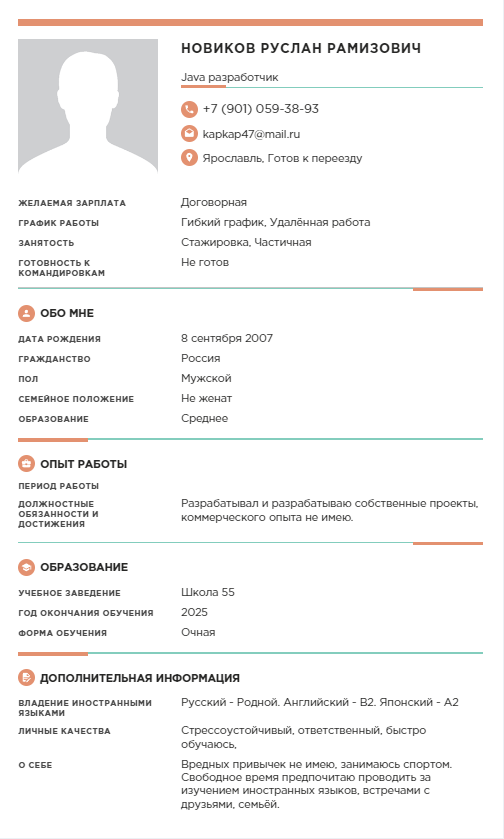 НОВИКОВ РУСЛАН РАМИЗОВИЧ
Java разработчик
+7 (901) 059-38-93
kapkap47@mail.ru
Ярославль, Готов к переезду
ЖЕЛАЕМАЯ ЗАРПЛАТА Договорная
ГРАФИК РАБОТЫ Гибкий график, Удалённая работа
ЗАНЯТОСТЬ Стажировка, Частичная
ГОТОВНОСТЬ К Не готов
КОМАНДИРОВКАМ
ОБО МНЕ
ДАТА РОЖДЕНИЯ 8 сентября 2007
ГРАЖДАНСТВО Россия
ПОЛ Мужской
СЕМЕЙНОЕ ПОЛОЖЕНИЕ Не женат
ОБРАЗОВАНИЕ Среднее
ОПЫТ РАБОТЫ
ПЕРИОД РАБОТЫ
ДОЛЖНОСТНЫЕ Разрабатывал и разрабатываю собственные проекты,
ОБЯЗАННОСТИ И коммерческого опыта не имею.
ДОСТИЖЕНИЯ
ОБРАЗОВАНИЕ
УЧЕБНОЕ ЗАВЕДЕНИЕ Школа 55
ГОД ОКОНЧАНИЯ ОБУЧЕНИЯ 2025
ФОРМА ОБУЧЕНИЯ Очная
ДОПОЛНИТЕЛЬНАЯ ИНФОРМАЦИЯ
ВЛАДЕНИЕ ИНОСТРАННЫМИ Русский - Родной. Английский - B2. Японский - A2
ЯЗЫКАМИ
ЛИЧНЫЕ КАЧЕСТВА Стрессоустойчивый, ответственный, быстро
обучаюсь,
О СЕБЕ Вредных привычек не имею, занимаюсь спортом.
Свободное время предпочитаю проводить за
изучением иностранных языков, встречами с
друзьями, семьёй.